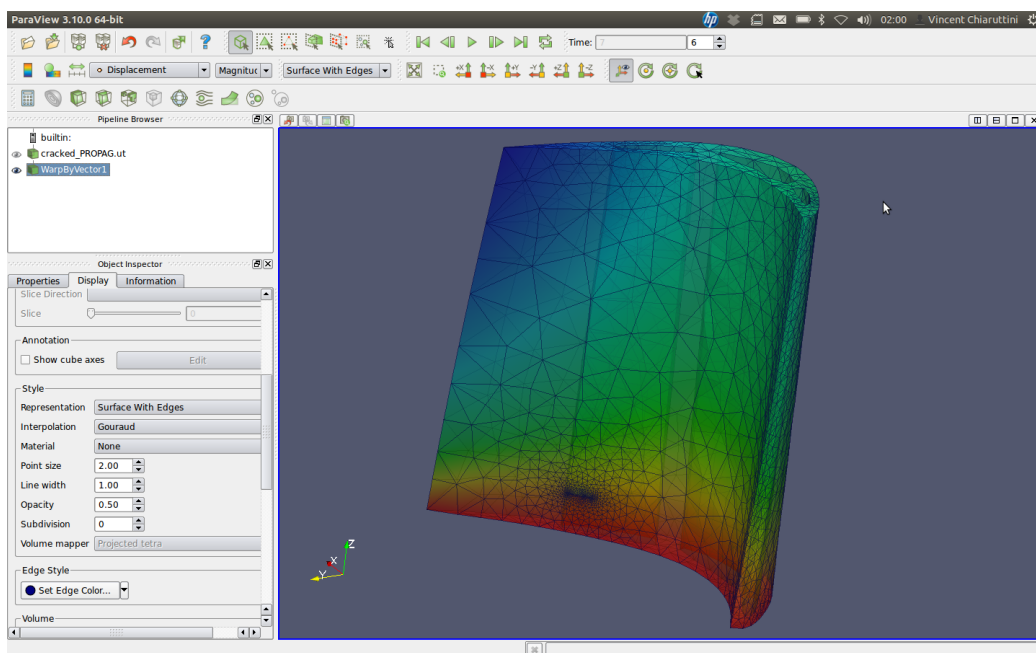 ParaView 3.10.0 64-bit
hp
02:00
Vincent Chiaruttini
?
Time: 7
6
Displacement
Magnituc
Surface With Edges
+X -X +Y -Y +Z -Z
Pipeline Browser
builtin:
cracked_PROPAG.ut
WarpByVector1
Object Inspector
Properties Display Information
Slice Direction
Slice 0
Annotation
Show cube axes Edit
Style
Representation Surface With Edges
Interpolation Gouraud
Material None
Point size 2.00
Line width 1.00
Opacity 0.50
Subdivision 0
Volume mapper Projected tetra
Edge Style
Set Edge Color...
Volume
Z
X
Y